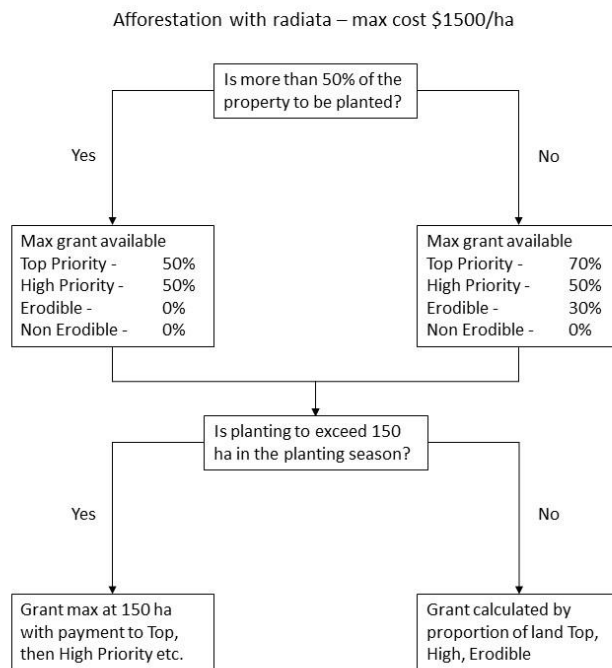 Afforestation with radiata – max cost $1500/ha
Is more than 50% of the
property to be planted?
Yes
No
Max grant available
Top Priority - 50%
High Priority - 50%
Erodible - 0%
Non Erodible - 0%
Max grant available
Top Priority - 70%
High Priority - 50%
Erodible - 30%
Non Erodible - 0%
Is planting to exceed 150
ha in the planting season?
Yes
No
Grant max at 150 ha
with payment to Top,
then High Priority etc.
Grant calculated by
proportion of land Top,
High, Erodible